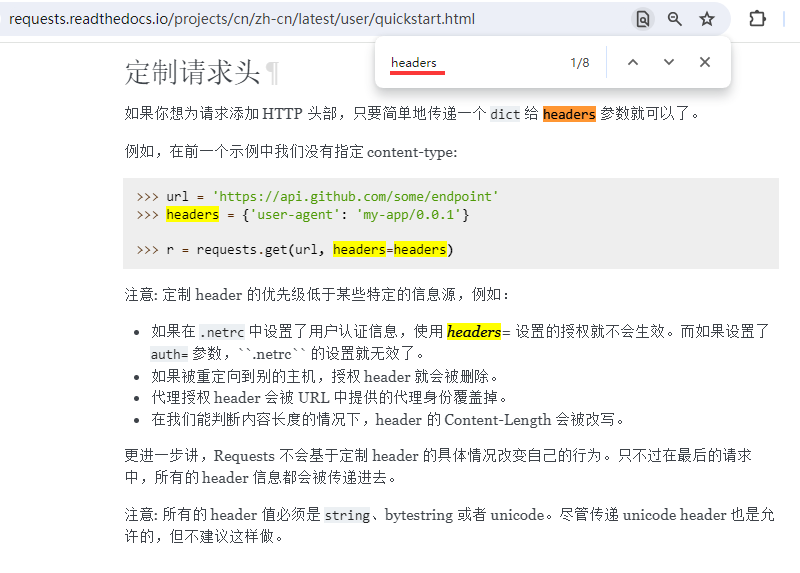 requests.readthedocs.io/projects/cn/zh-cn/latest/user/quickstart.html
headers
1/8
定制请求头¶
如果你想为请求添加 HTTP 头部，只要简单地传递一个 dict 给 headers 参数就可以了。
例如，在前一个示例中我们没有指定 content-type:
>>> url = 'https://api.github.com/some/endpoint'
>>> headers = {'user-agent': 'my-app/0.0.1'}
>>> r = requests.get(url, headers=headers)
注意: 定制 header 的优先级低于某些特定的信息源，例如：
• 如果在 .netrc 中设置了用户认证信息，使用 headers= 设置的授权就不会生效。而如果设置了
auth= 参数，``.netrc`` 的设置就无效了。
• 如果被重定向到别的主机，授权 header 就会被删除。
• 代理授权 header 会被 URL 中提供的代理身份覆盖掉。
• 在我们能判断内容长度的情况下，header 的 Content-Length 会被改写。
更进一步讲，Requests 不会基于定制 header 的具体情况改变自己的行为。只不过在最后的请求
中，所有的 header 信息都会被传递进去。
注意: 所有的 header 值必须是 string、bytestring 或者 unicode。尽管传递 unicode header 也是允
许的，但不建议这样做。